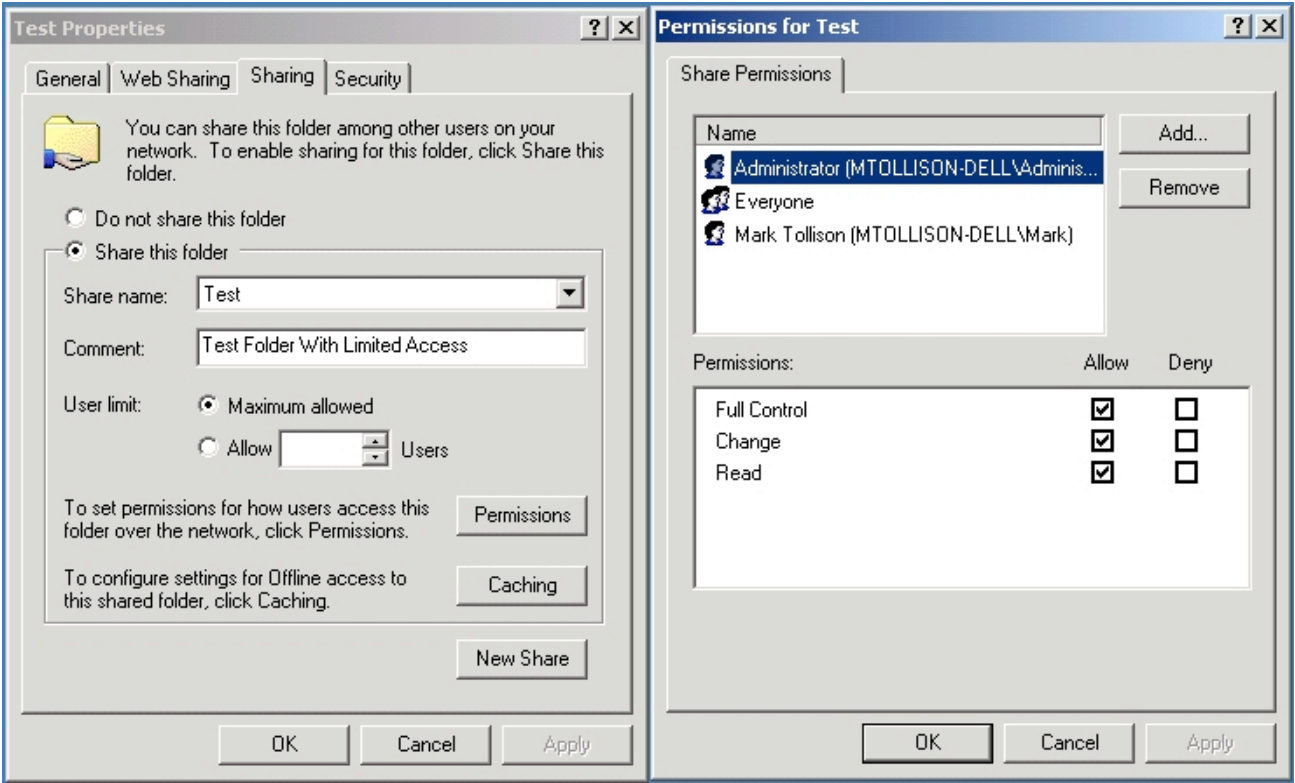 Test Properties
General
Web Sharing
Sharing
Security
You can share this folder among other users on your
network. To enable sharing for this folder, click Share this
folder.
Do not share this folder
Share this folder
Share name:
Test
Comment:
Test Folder With Limited Access
User limit:
Maximum allowed
Allow
Users
To set permissions for how users access this
folder over the network, click Permissions.
Permissions
To configure settings for Offline access to
this shared folder, click Caching.
Caching
New Share
OK
Cancel
Apply
Permissions for Test
Share Permissions
Name
Administrator (MTOLLISON-DELL\Adminis...
Everyone
Mark Tollison (MTOLLISON-DELL\Mark)
Add...
Remove
Permissions:
Allow
Deny
Full Control
Change
Read
OK
Cancel
Apply